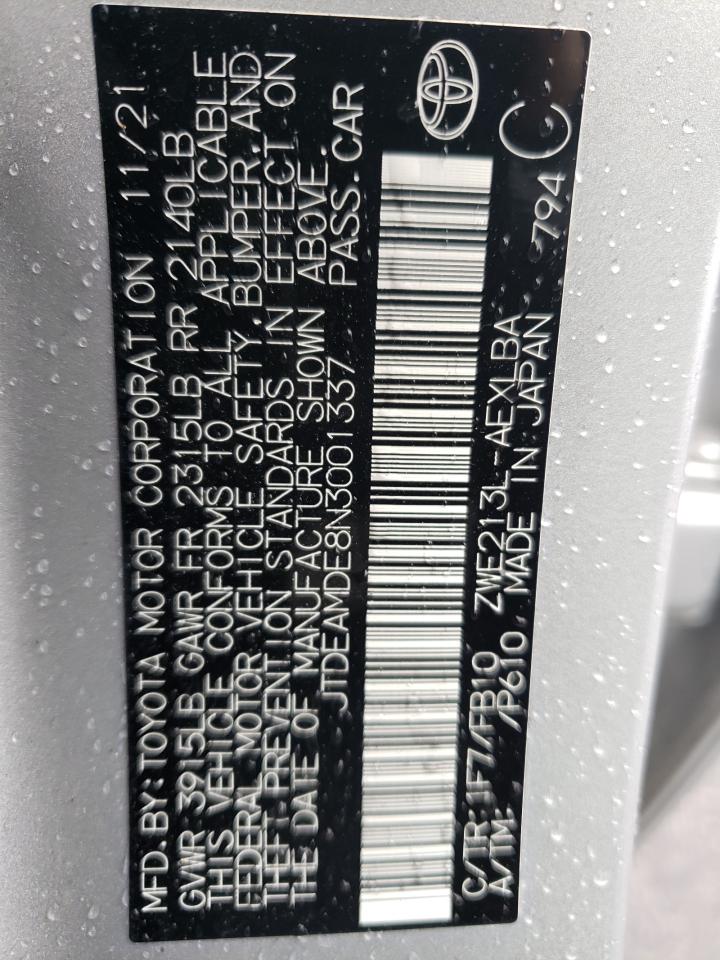 MFD. BY: TOYOTA MOTOR CORPORATION 11/21
GVWR 3915LB GAWR FR 2315LB RR 2140LB
THIS VEHICLE CONFORMS TO ALL APPLICABLE
FEDERAL MOTOR VEHICLE SAFETY, BUMPER, AND
THEFT PREVENTION STANDARDS IN EFFECT ON
THE DATE OF MANUFACTURE SHOWN ABOVE.
JTDEAMDE8N3001337 PASS. CAR
C/TR: 1F7/FB10 ZWE213L-AEXLBA 794
A/TM: /P610 MADE IN JAPAN C